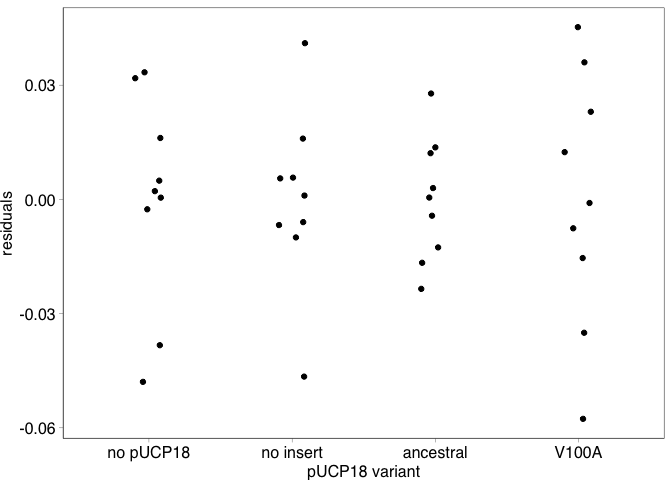 residuals
0.03
0.00
-0.03
-0.06
no pUCP18 no insert ancestral V100A
pUCP18 variant